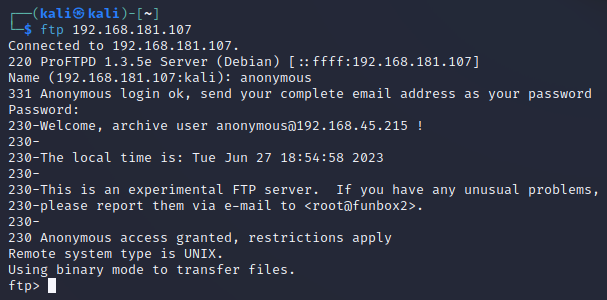 ┌──(kali㉿kali)-[~]
└─$ ftp 192.168.181.107
Connected to 192.168.181.107.
220 ProFTPD 1.3.5e Server (Debian) [::ffff:192.168.181.107]
Name (192.168.181.107:kali): anonymous
331 Anonymous login ok, send your complete email address as your password
Password:
230-Welcome, archive user anonymous@192.168.45.215 !
230-
230-The local time is: Tue Jun 27 18:54:58 2023
230-
230-This is an experimental FTP server.  If you have any unusual problems,
230-please report them via e-mail to <root@funbox2>.
230-
230 Anonymous access granted, restrictions apply
Remote system type is UNIX.
Using binary mode to transfer files.
ftp>